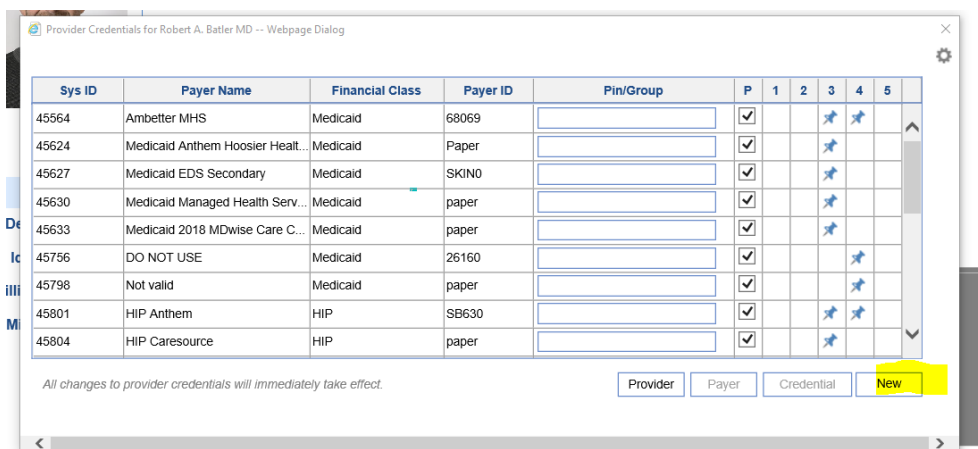 Provider Credentials for Robert A. Batler MD -- Webpage Dialog
Sys ID Payer Name Financial Class Payer ID Pin/Group P 1 2 3 4 5
45564 Ambetter MHS Medicaid 68069
45624 Medicaid Anthem Hoosier Healt... Medicaid Paper
45627 Medicaid EDS Secondary Medicaid SKIN0
45630 Medicaid Managed Health Serv... Medicaid paper
45633 Medicaid 2018 MDwise Care C... Medicaid paper
45756 DO NOT USE Medicaid 26160
45798 Not valid Medicaid paper
45801 HIP Anthem HIP SB630
45804 HIP Caresource HIP paper
All changes to provider credentials will immediately take effect. Provider Payer Credential New
De
illi
Mi